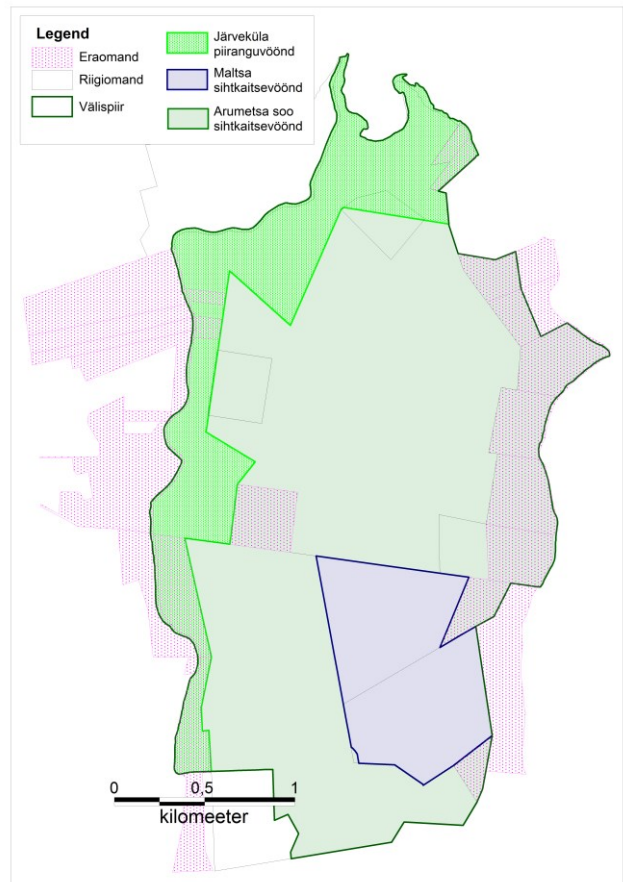 Legend
Eraomand
Riigiomand
Välispiir
Järveküla
piiranguvöönd
Maltsa
sihtkaitsevöönd
Arumetsa soo
sihtkaitsevöönd
0 0,5 1
kilomeeter